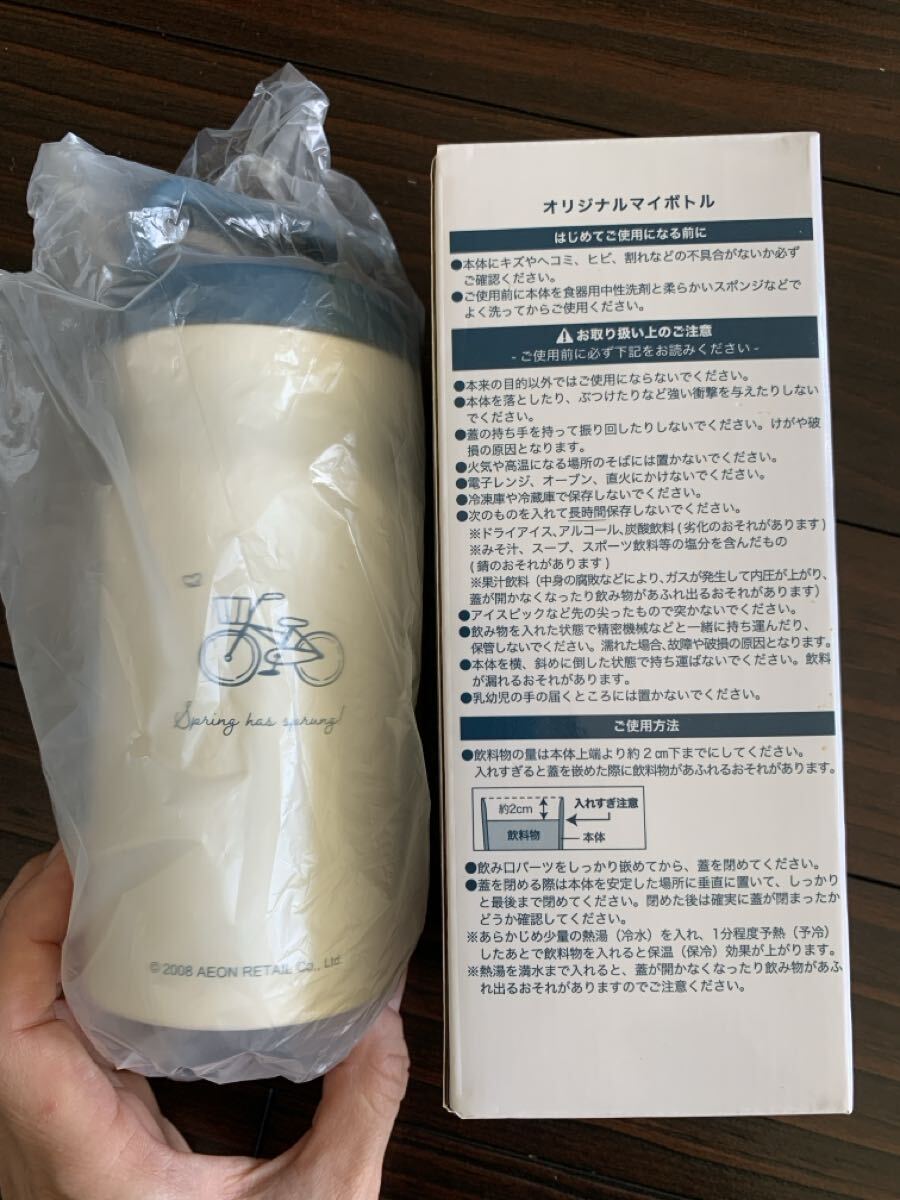 Spring has sprung!
© 2008 AEON RETAIL Co., Ltd.
オリジナルマイボトル
はじめてご使用になる前に
●本体にキズやヘコミ、ヒビ、割れなどの不具合がないか必ず
ご確認ください。
●ご使用前に本体を食器用中性洗剤と柔らかいスポンジなどで
よく洗ってからご使用ください。
お取り扱い上のご注意
- ご使用前に必ず下記をお読みください -
●本来の目的以外ではご使用にならないでください。
●本体を落としたり、ぶつけたりなど強い衝撃を与えたりしない
でください。
●蓋の持ち手を持って振り回したりしないでください。けがや破
損の原因となります。
●火気や高温になる場所のそばには置かないでください。
●電子レンジ、オーブン、直火にかけないでください。
●冷凍庫や冷蔵庫で保存しないでください。
●次のものを入れて長時間保存しないでください。
※ドライアイス、アルコール、炭酸飲料(劣化のおそれがあります)
※みそ汁、スープ、スポーツ飲料等の塩分を含んだもの
(錆のおそれがあります)
※果汁飲料(中身の腐敗などにより、ガスが発生して内圧が上がり、
蓋が開かなくなったり飲み物があふれ出るおそれがあります)
●アイスピックなど先の尖ったもので突かないでください。
●飲み物を入れた状態で精密機械などと一緒に持ち運んだり、
保管しないでください。濡れた場合、故障や破損の原因となります。
●本体を横、斜めに倒した状態で持ち運ばないでください。飲料
が漏れるおそれがあります。
●乳幼児の手の届くところには置かないでください。
ご使用方法
●飲料物の量は本体上端より約2㎝下までにしてください。
入れすぎると蓋を嵌めた際に飲料物があふれるおそれがあります。
約2cm
入れすぎ注意
飲料物
本体
●飲み口パーツをしっかり嵌めてから、蓋を閉めてください。
●蓋を閉める際は本体を安定した場所に垂直に置いて、しっかり
と最後まで閉めてください。閉めた後は確実に蓋が閉まったか
どうか確認してください。
※あらかじめ少量の熱湯(冷水)を入れ、1分程度予熱(予冷)
したあとで飲料物を入れると保温(保冷)効果が上がります。
※熱湯を満水まで入れると、蓋が開かなくなったり飲み物があふ
れ出るおそれがありますのでご注意ください。